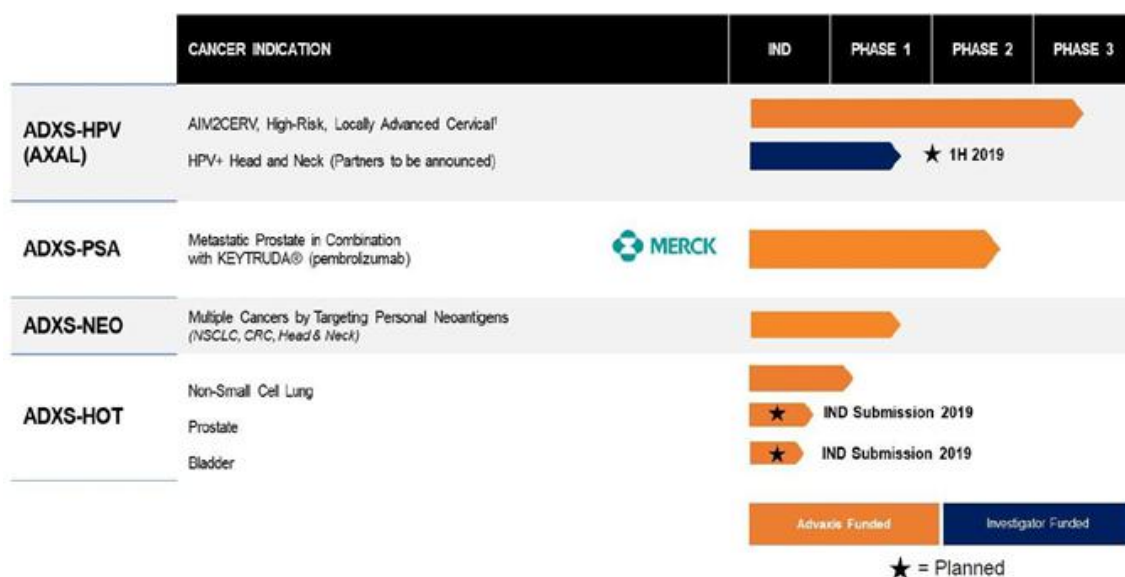 CANCER INDICATION IND PHASE 1 PHASE 2 PHASE 3
ADXS-HPV
(AXAL)
AIM2CERV, High-Risk, Locally Advanced Cervical¹
HPV+ Head and Neck (Partners to be announced)
★ 1H 2019
ADXS-PSA
Metastatic Prostate in Combination
with KEYTRUDA® (pembrolizumab)
MERCK
ADXS-NEO
Multiple Cancers by Targeting Personal Neoantigens
(NSCLC, CRC, Head & Neck)
ADXS-HOT
Non-Small Cell Lung
Prostate
★ IND Submission 2019
Bladder
★ IND Submission 2019
Advaxis Funded
Investigator Funded
★ = Planned